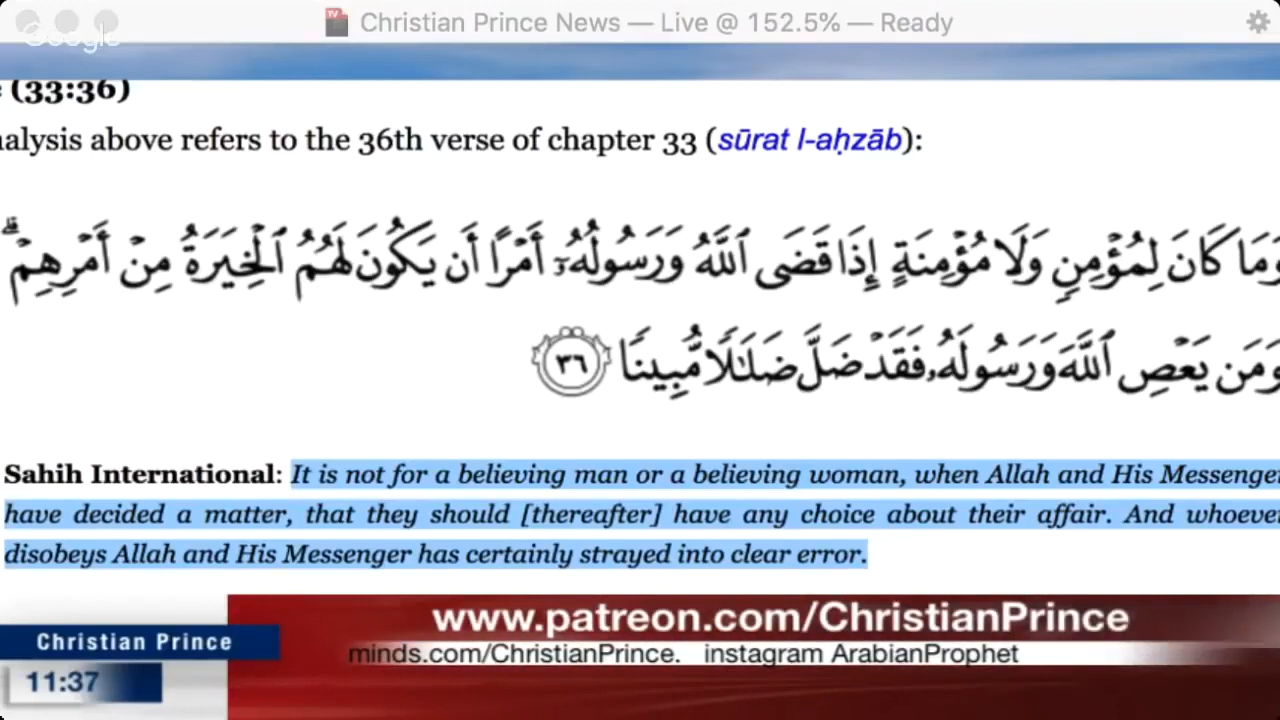 Google
TV
Christian Prince News — Live @ 152.5% — Ready
(33:36)
nalysis above refers to the 36th verse of chapter 33 (sūrat l-aḥzāb):
وَمَا كَانَ لِمُؤْمِنٍ وَلَا مُؤْمِنَةٍ إِذَا قَضَى ٱللَّهُ وَرَسُولُهُۥٓ أَمْرًا أَن يَكُونَ لَهُمُ ٱلْخِيَرَةُ مِنْ أَمْرِهِمْ ۗ
وَمَن يَعْصِ ٱللَّهَ وَرَسُولَهُۥ فَقَدْ ضَلَّ ضَلَـٰلًا مُّبِينًا ٣٦
Sahih International: It is not for a believing man or a believing woman, when Allah and His Messenger
have decided a matter, that they should [thereafter] have any choice about their affair. And whoever
disobeys Allah and His Messenger has certainly strayed into clear error.
www.patreon.com/ChristianPrince
Christian Prince
minds.com/ChristianPrince. instagram ArabianProphet
11:37